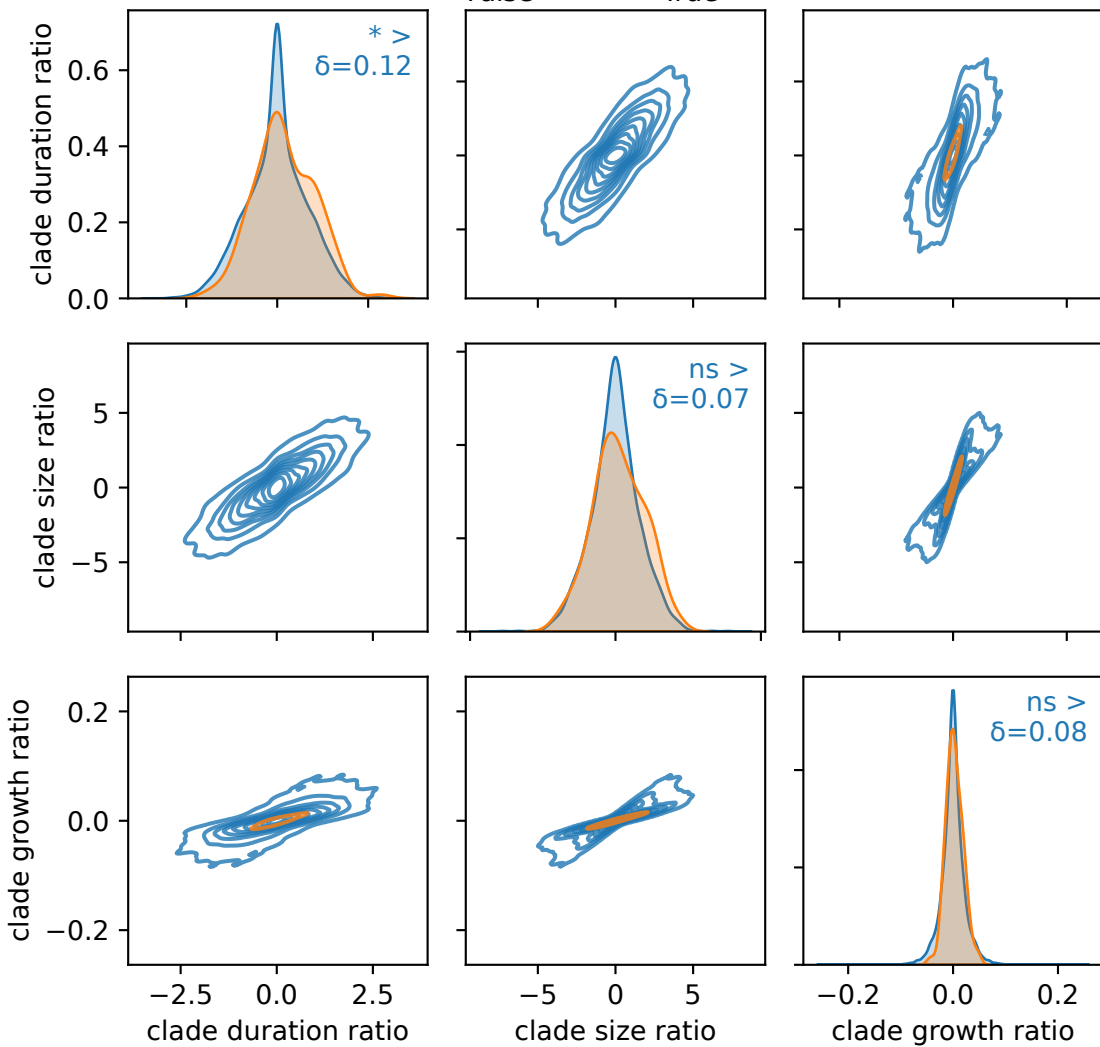 * >
δ=0.12
clade duration ratio
0.6
0.4
0.2
0.0
ns >
δ=0.07
clade size ratio
5
0
−5
ns >
δ=0.08
clade growth ratio
0.2
0.0
−0.2
−2.5 0.0 2.5
−5 0 5
−0.2 0.0 0.2
clade duration ratio
clade size ratio
clade growth ratio